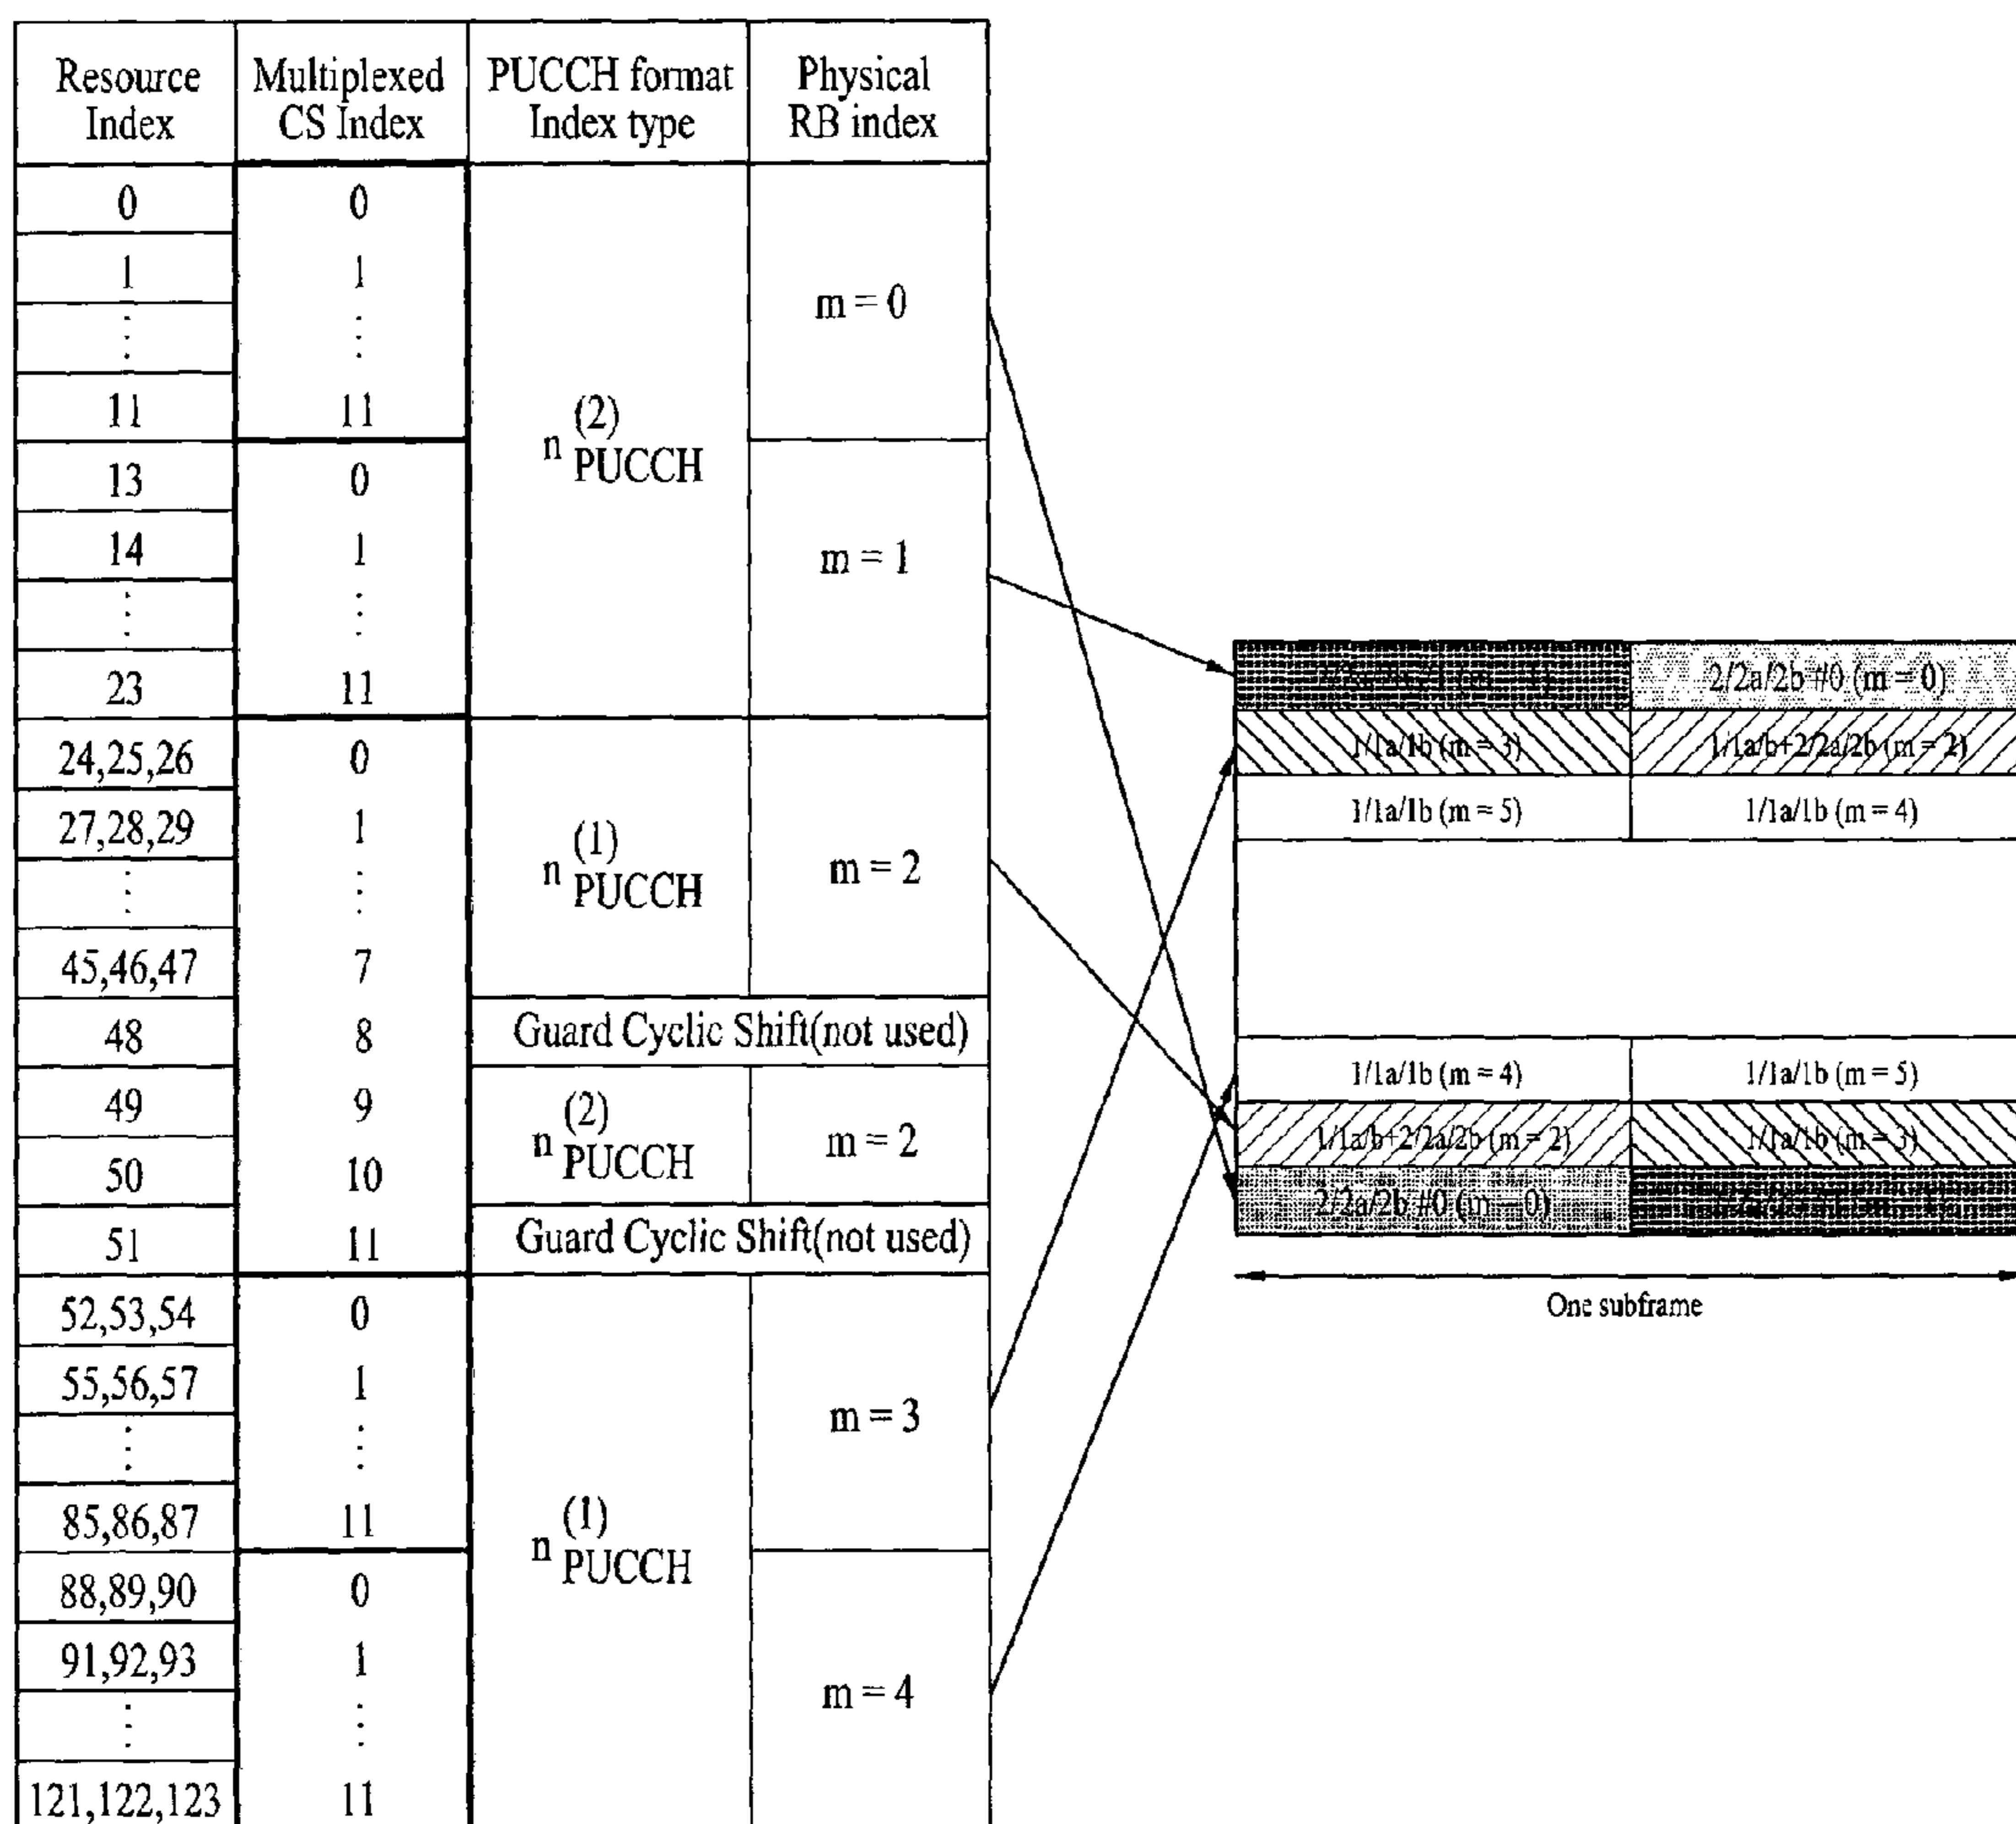 Resource Index
Multiplexed CS Index
PUCCH format Index type
Physical RB index
0 0
1 1
⋮ ⋮
11 11
n (2) PUCCH
m = 0
13 0
14 1
⋮ ⋮
23 11
m = 1
24,25,26 0
27,28,29 1
⋮ ⋮
45,46,47 7
n (1) PUCCH
m = 2
48 8 Guard Cyclic Shift(not used)
49 9
50 10
n (2) PUCCH
m = 2
51 11 Guard Cyclic Shift(not used)
52,53,54 0
55,56,57 1
⋮ ⋮
85,86,87 11
n (1) PUCCH
m = 3
88,89,90 0
91,92,93 1
⋮ ⋮
121,122,123 11
m = 4
2/2a/2b #0 (m = 0)
1/1a/1b (m = 3) 1/1a/b+2/2a/2b (m = 2)
1/1a/1b (m = 5) 1/1a/1b (m = 4)
1/1a/1b (m = 4) 1/1a/1b (m = 5)
1/1a/b+2/2a/2b (m = 2) 1/1a/1b (m = 3)
2/2a/2b #0 (m = 0)
One subframe